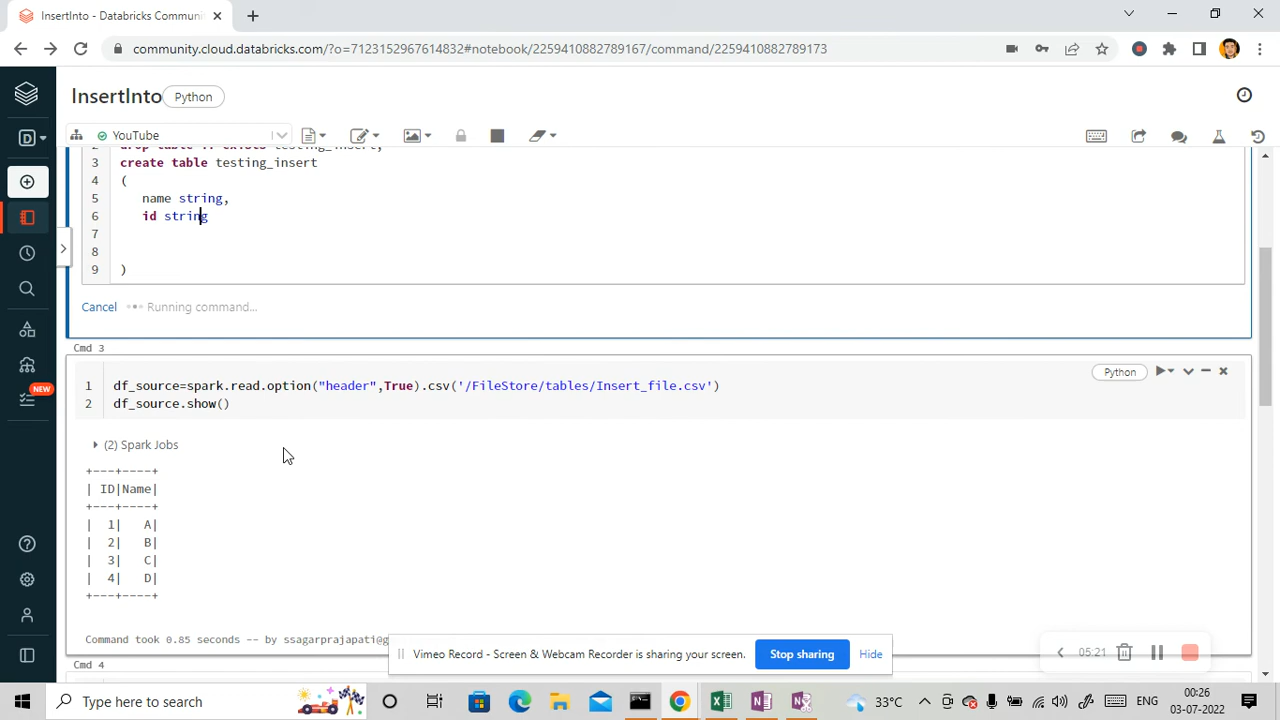 InsertInto - Databricks Communi
community.cloud.databricks.com/?o=7123152967614832#notebook/2259410882789167/command/2259410882789173
InsertInto Python
D YouTube
2 drop table if exists testing_insert;
3 create table testing_insert
4 (
5 name string,
6 id string
7
8
9 )
Cancel Running command...
Cmd 3
Python
1 df_source=spark.read.option("header",True).csv('/FileStore/tables/Insert_file.csv')
2 df_source.show()
(2) Spark Jobs
+---+----+
| ID|Name|
+---+----+
| 1| A|
| 2| B|
| 3| C|
| 4| D|
+---+----+
NEW
Command took 0.85 seconds -- by ssagarprajapati@g
Vimeo Record - Screen & Webcam Recorder is sharing your screen. Stop sharing Hide
05:21
Cmd 4
Type here to search
33°C
ENG
00:26
03-07-2022